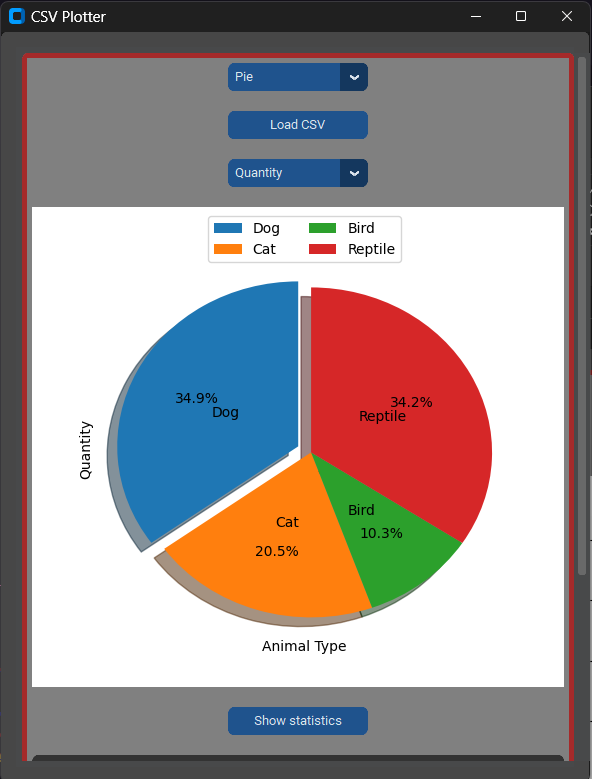 CSV Plotter
Pie
Load CSV
Quantity
Dog Bird
Cat Reptile
34.9%
Dog
34.2%
Reptile
Quantity
Cat
Bird
20.5%
10.3%
Animal Type
Show statistics